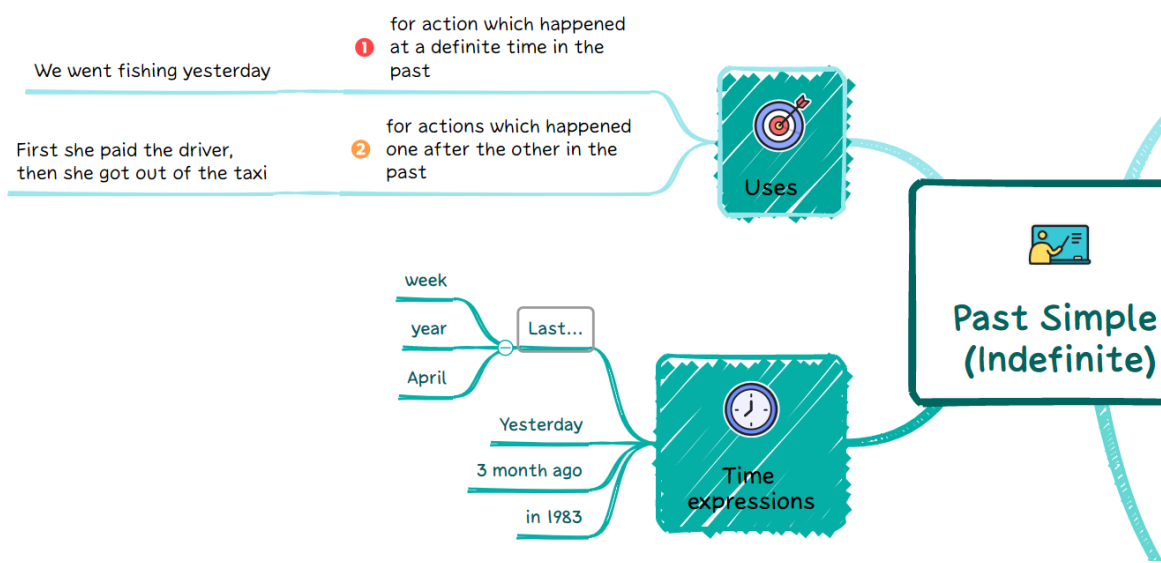 for action which happened
1 at a definite time in the
past
We went fishing yesterday
for actions which happened
2 one after the other in the
past
First she paid the driver,
then she got out of the taxi
Uses
Past Simple
(Indefinite)
week
year
April
Last...
Yesterday
3 month ago
in 1983
Time
expressions